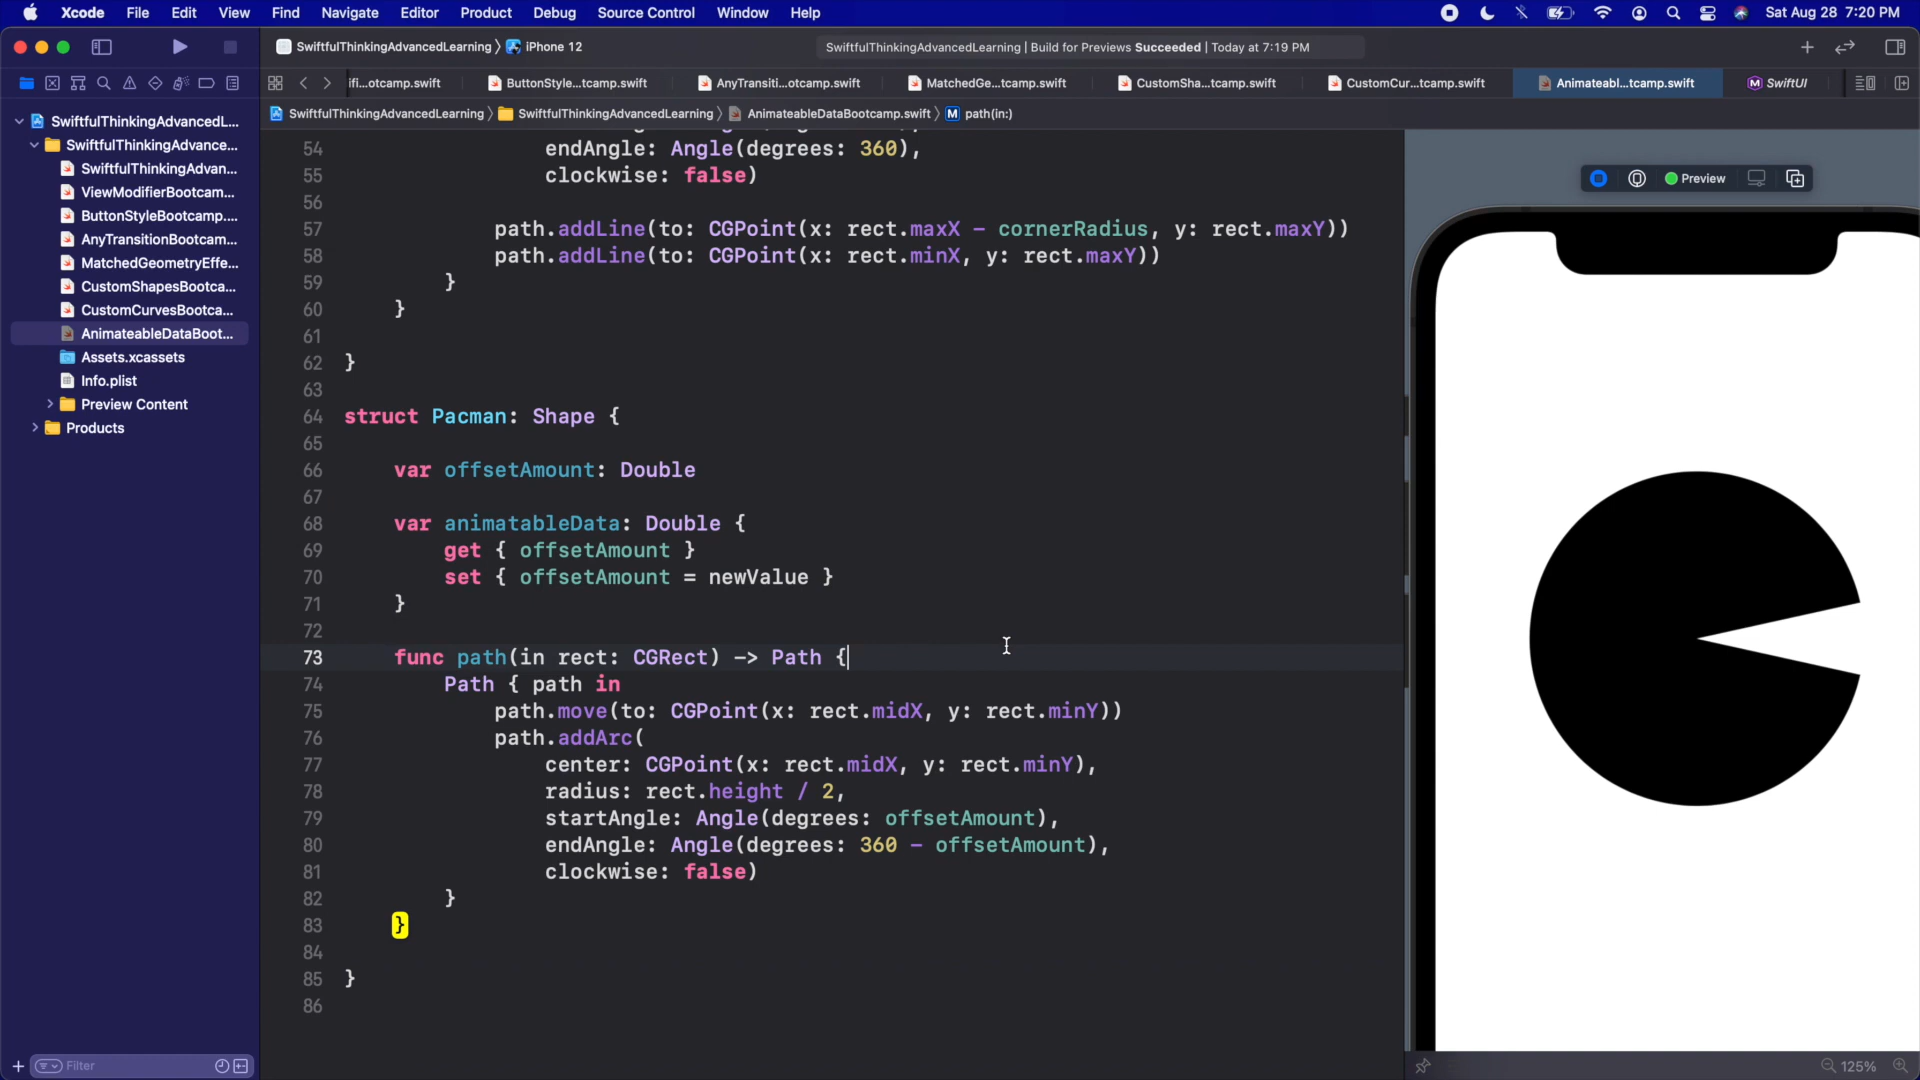 Xcode File Edit View Find Navigate Editor Product Debug Source Control Window Help Sat Aug 28 7:20 PM
SwiftfulThinkingAdvancedLearning iPhone 12 SwiftfulThinkingAdvancedLearning | Build for Previews Succeeded | Today at 7:19 PM
ifi...otcamp.swift ButtonStyle...tcamp.swift AnyTransiti...otcamp.swift MatchedGe...tcamp.swift CustomSha...tcamp.swift CustomCur...tcamp.swift Animateabl...tcamp.swift SwiftUI
SwiftfulThinkingAdvancedLearning SwiftfulThinkingAdvancedLearning AnimateableDataBootcamp.swift M path(in:)
SwiftfulThinkingAdvancedL...
SwiftfulThinkingAdvance...
SwiftfulThinkingAdvan...
ViewModifierBootcam...
ButtonStyleBootcamp....
AnyTransitionBootcam...
MatchedGeometryEffe...
CustomShapesBootca...
CustomCurvesBootca...
AnimateableDataBoot...
Assets.xcassets
Info.plist
Preview Content
Products
Filter
54 endAngle: Angle(degrees: 360),
55 clockwise: false)
56
57 path.addLine(to: CGPoint(x: rect.maxX - cornerRadius, y: rect.maxY))
58 path.addLine(to: CGPoint(x: rect.minX, y: rect.maxY))
59 }
60 }
61
62 }
63
64 struct Pacman: Shape {
65
66 var offsetAmount: Double
67
68 var animatableData: Double {
69 get { offsetAmount }
70 set { offsetAmount = newValue }
71 }
72
73 func path(in rect: CGRect) -> Path {
74 Path { path in
75 path.move(to: CGPoint(x: rect.midX, y: rect.minY))
76 path.addArc(
77 center: CGPoint(x: rect.midX, y: rect.minY),
78 radius: rect.height / 2,
79 startAngle: Angle(degrees: offsetAmount),
80 endAngle: Angle(degrees: 360 - offsetAmount),
81 clockwise: false)
82 }
83 }
84
85 }
86
Preview
125%